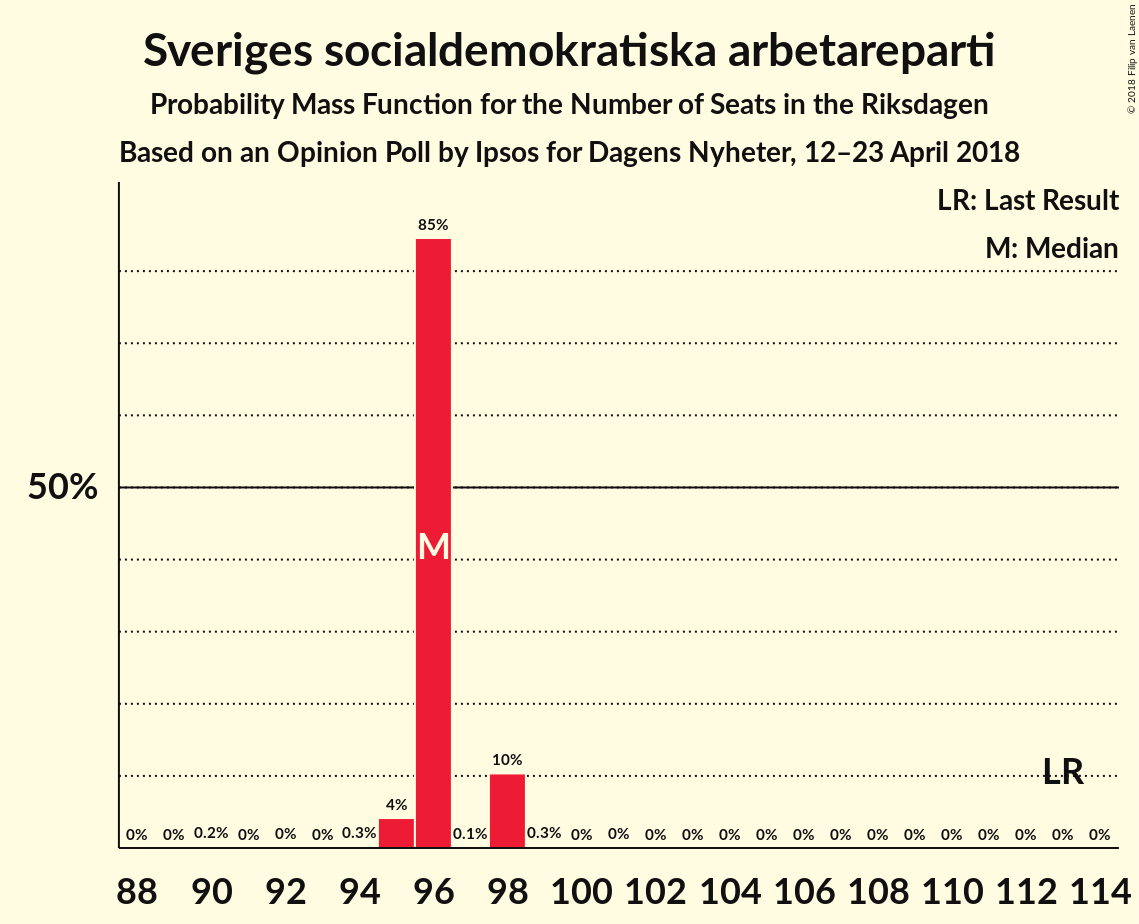 Sveriges socialdemokratiska arbetareparti
Probability Mass Function for the Number of Seats in the Riksdagen
Based on an Opinion Poll by Ipsos for Dagens Nyheter, 12–23 April 2018
© 2018 Filip van Laenen
LR: Last Result
M: Median
85%
50%
M
10%
LR
4%
0% 0% 0.2% 0% 0% 0% 0.3% 0.1% 0.3% 0% 0% 0% 0% 0% 0% 0% 0% 0% 0% 0% 0% 0% 0% 0%
88 90 92 94 96 98 100 102 104 106 108 110 112 114